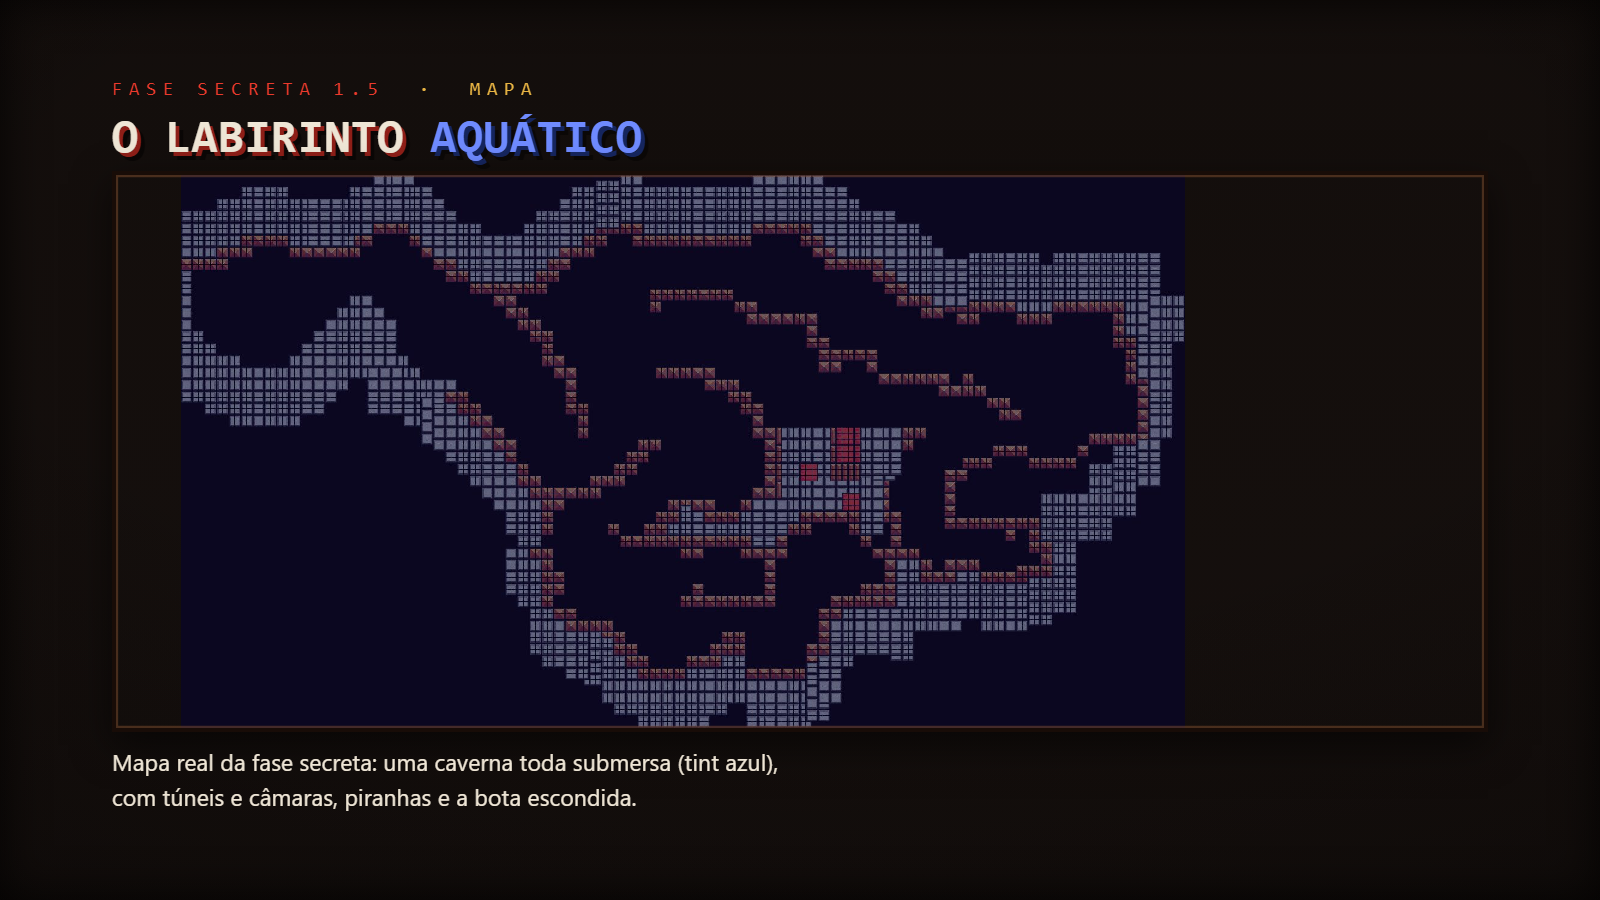 FASE SECRETA 1.5 · MAPA
O LABIRINTO AQUÁTICO
Mapa real da fase secreta: uma caverna toda submersa (tint azul),
com túneis e câmaras, piranhas e a bota escondida.